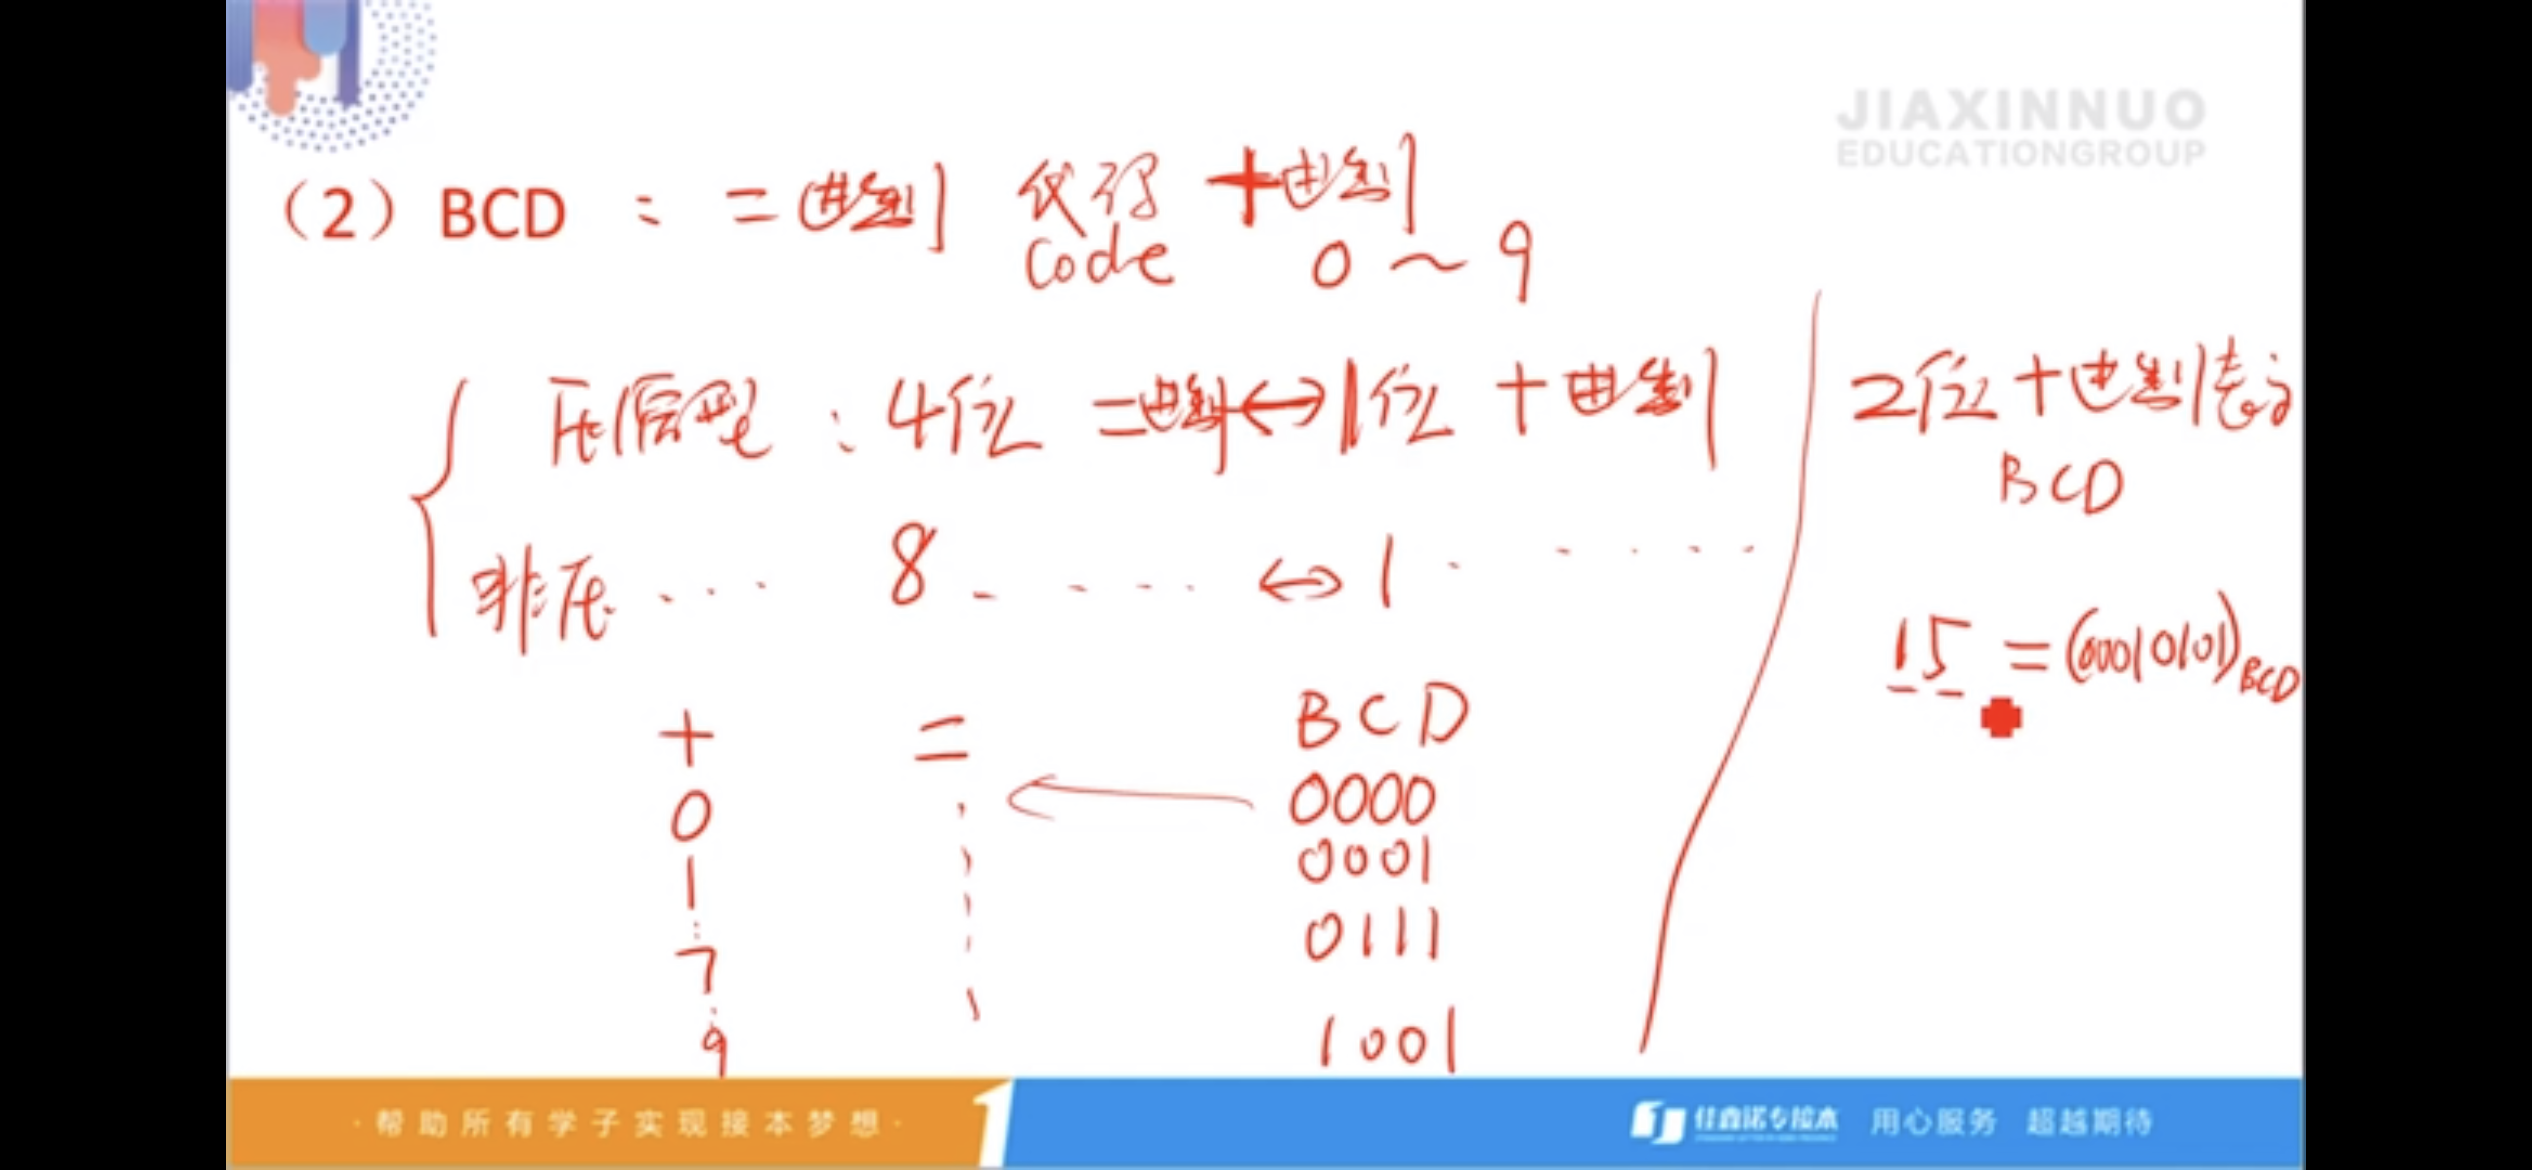 JIAXINNUO
EDUCATIONGROUP
（2）BCD : 二进制 代码 十进制
Code 0 ~ 9
压缩型 : 4位 二进制 ↔ 1位 十进制
非压 ... 8 - ... ↔ 1 ....
十 二 BCD
0 0000
1 0001
7 0111
9 1001
2位十进制表示
BCD
15 = (00010101)BCD
·帮助所有学子实现接本梦想·
1
佳鑫诺专接本 用心服务 超越期待